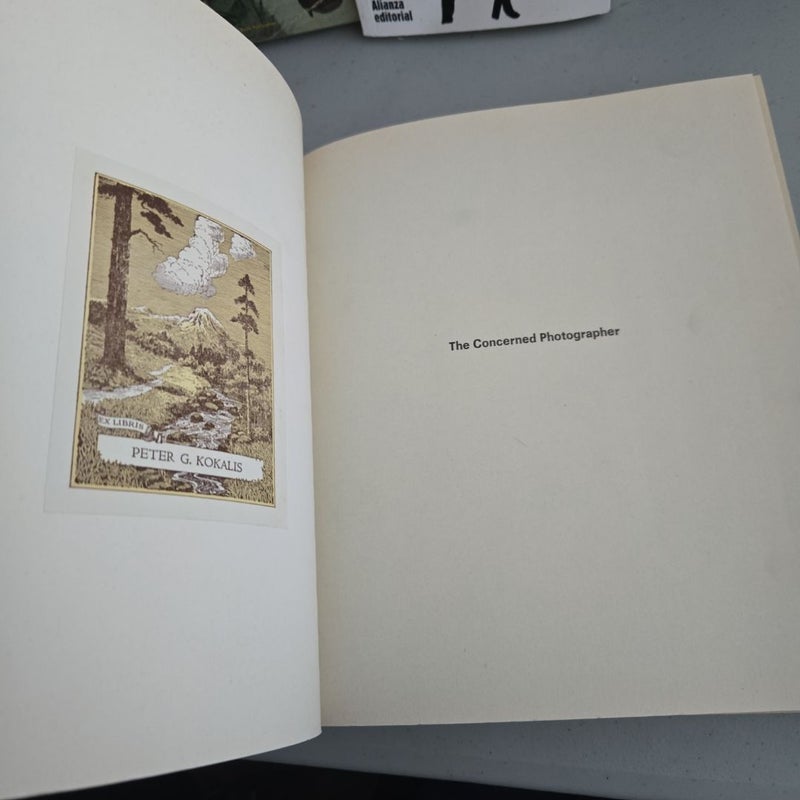 Alianza
editorial
EX LIBRIS
PETER G. KOKALIS
The Concerned Photographer